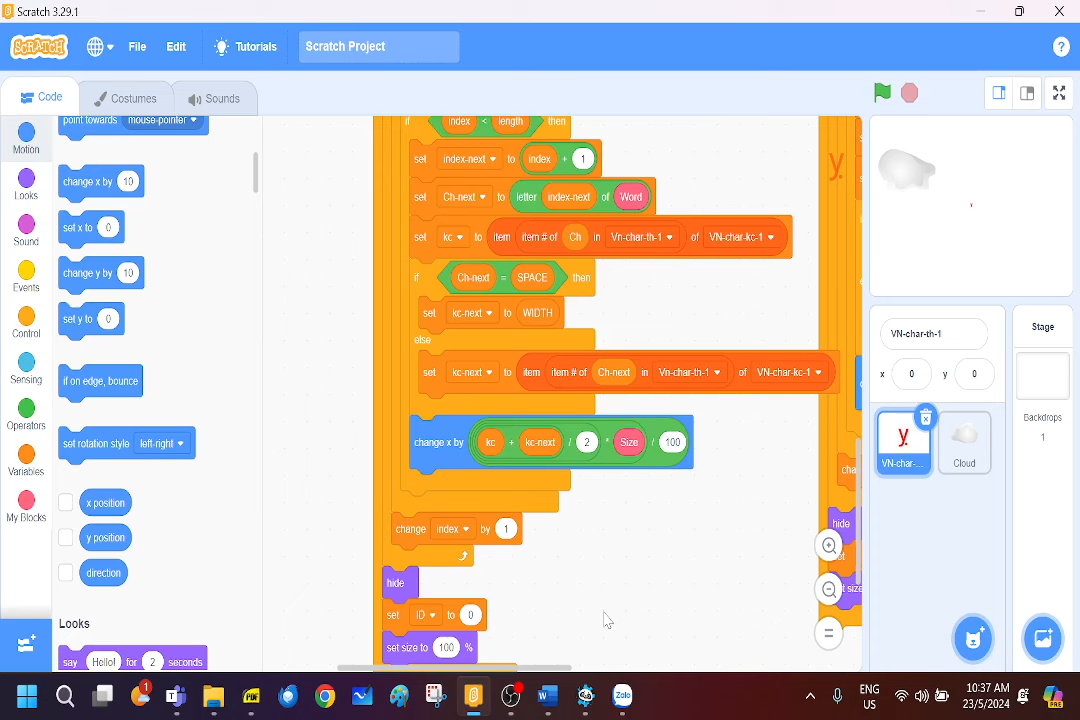 Scratch 3.29.1
SCRATCH File Edit Tutorials Scratch Project ?
Code Costumes Sounds
Motion
Looks
Sound
Events
Control
Sensing
Operators
Variables
My Blocks
point towards mouse-pointer
change x by 10
set x to 0
change y by 10
set y to 0
if on edge, bounce
set rotation style left-right
x position
y position
direction
Looks
say Hello! for 2 seconds
if index < length then
set index-next to index + 1
set Ch-next to letter index-next of Word
set kc to item item # of Ch in Vn-char-th-1 of VN-char-kc-1
if Ch-next = SPACE then
set kc-next to WIDTH
else
set kc-next to item item # of Ch-next in Vn-char-th-1 of VN-char-kc-1
change x by kc + kc-next / 2 * Size / 100
change index by 1
hide
set ID to 0
set size to 100 %
y
hide
VN-char-th-1
x 0 y 0
y
VN-char-...
Cloud
Stage
Backdrops
1
1
PDF
W
Zalo
ENG
US
10:37 AM
23/5/2024
PRE